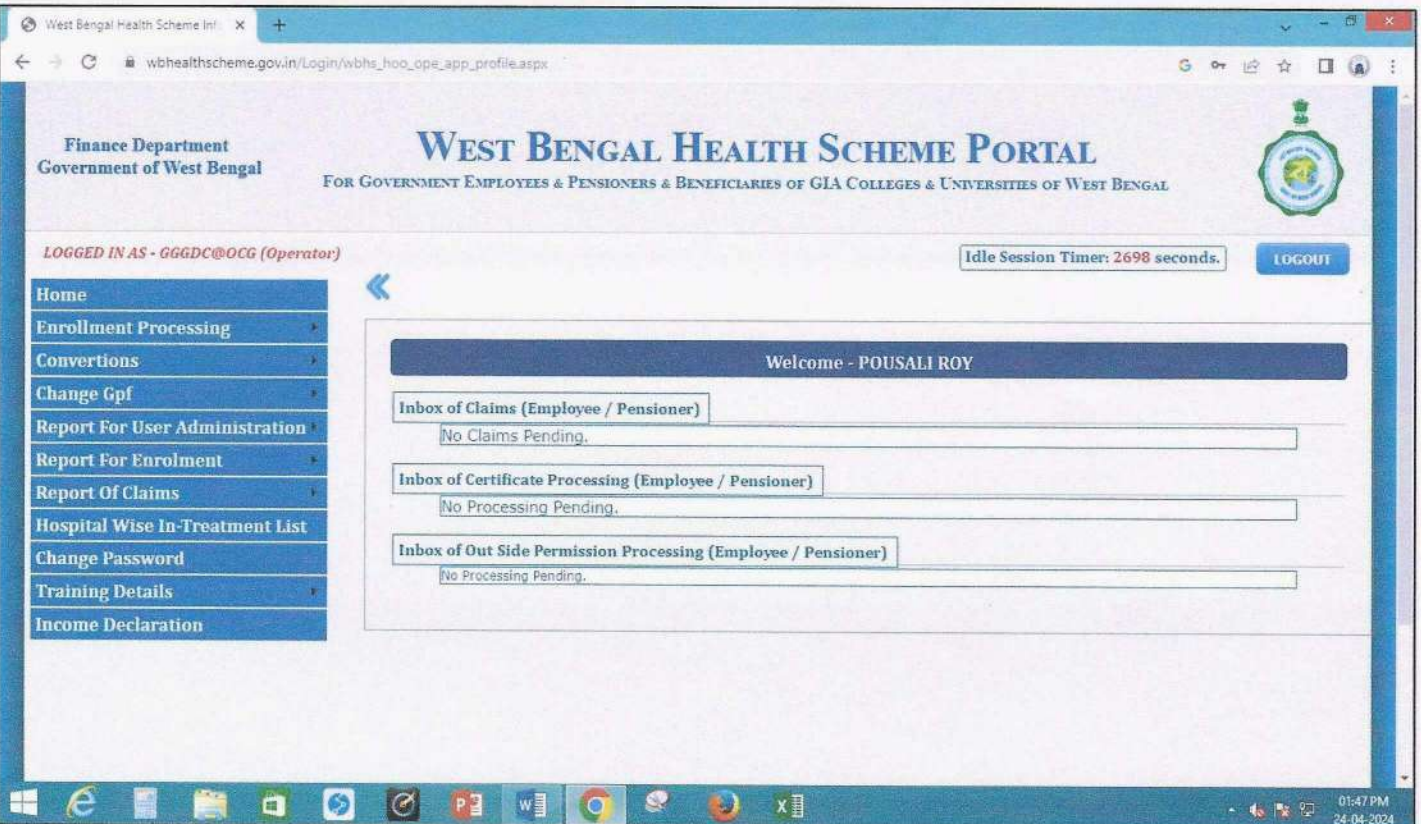 West Bengal Health Scheme Inf
wbhealthscheme.gov.in/Login/wbhs_hoo_ope_app_profile.aspx
Finance Department
Government of West Bengal
WEST BENGAL HEALTH SCHEME PORTAL
FOR GOVERNMENT EMPLOYEES & PENSIONERS & BENEFICIARIES OF GIA COLLEGES & UNIVERSITIES OF WEST BENGAL
LOGGED IN AS - GGGDC@OCG (Operator)
Idle Session Timer: 2698 seconds.
LOGOUT
Home
Enrollment Processing
Convertions
Change Gpf
Report For User Administration
Report For Enrolment
Report Of Claims
Hospital Wise In-Treatment List
Change Password
Training Details
Income Declaration
Welcome - POUSALI ROY
Inbox of Claims (Employee / Pensioner)
No Claims Pending.
Inbox of Certificate Processing (Employee / Pensioner)
No Processing Pending.
Inbox of Out Side Permission Processing (Employee / Pensioner)
No Processing Pending.
01:47 PM
24-04-2024